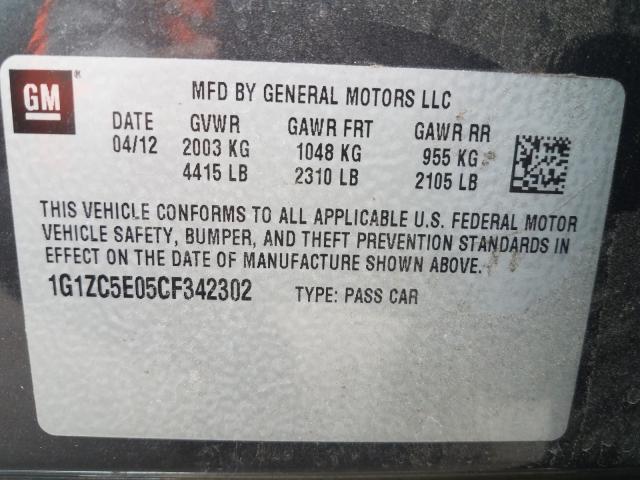 GM ®
MFD BY GENERAL MOTORS LLC
DATE GVWR GAWR FRT GAWR RR
04/12 2003 KG 1048 KG 955 KG
4415 LB 2310 LB 2105 LB
THIS VEHICLE CONFORMS TO ALL APPLICABLE U.S. FEDERAL MOTOR
VEHICLE SAFETY, BUMPER, AND THEFT PREVENTION STANDARDS IN
EFFECT ON THE DATE OF MANUFACTURE SHOWN ABOVE.
1G1ZC5E05CF342302 TYPE: PASS CAR